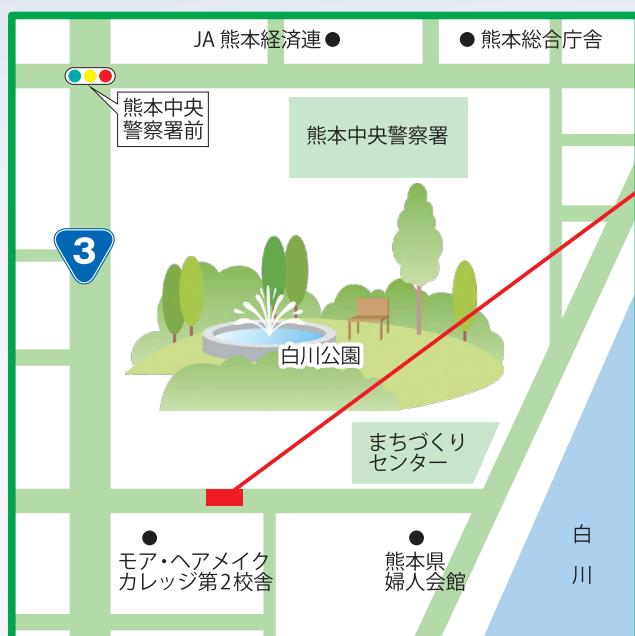 JA 熊本経済連
熊本総合庁舎
熊本中央
警察署前
熊本中央警察署
3
白川公園
まちづくり
センター
モア・ヘアメイク
カレッジ第2校舎
熊本県
婦人会館
白
川